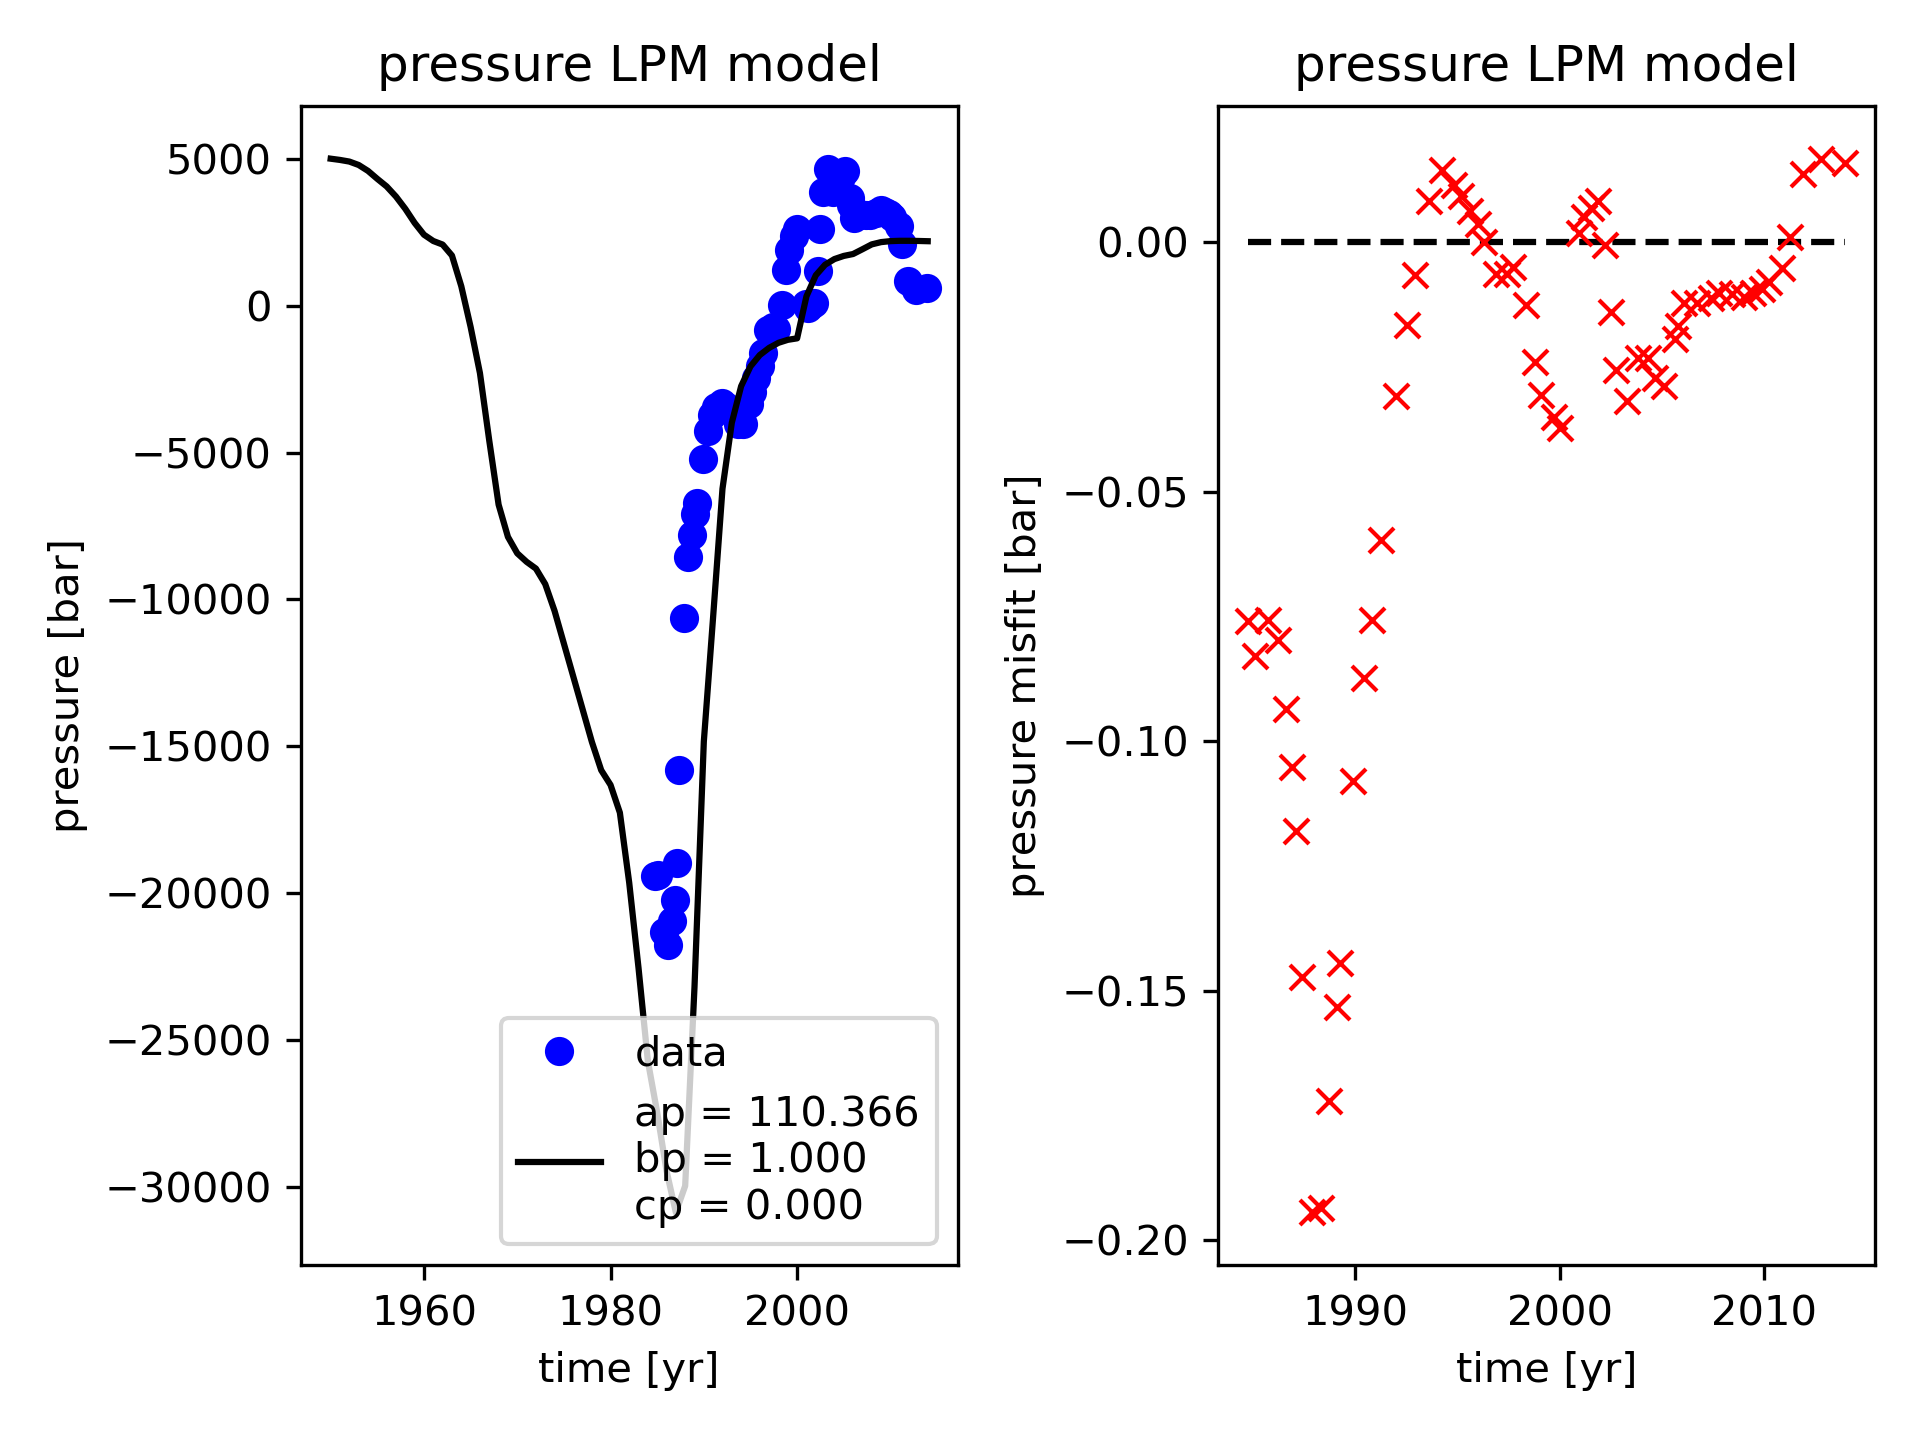 pressure LPM model
5000
0
−5000
−10000
−15000
−20000
−25000
−30000
pressure [bar]
data
ap = 110.366
bp = 1.000
cp = 0.000
1960
1980
2000
time [yr]
pressure LPM model
0.00
−0.05
−0.10
−0.15
−0.20
pressure misfit [bar]
1990
2000
2010
time [yr]